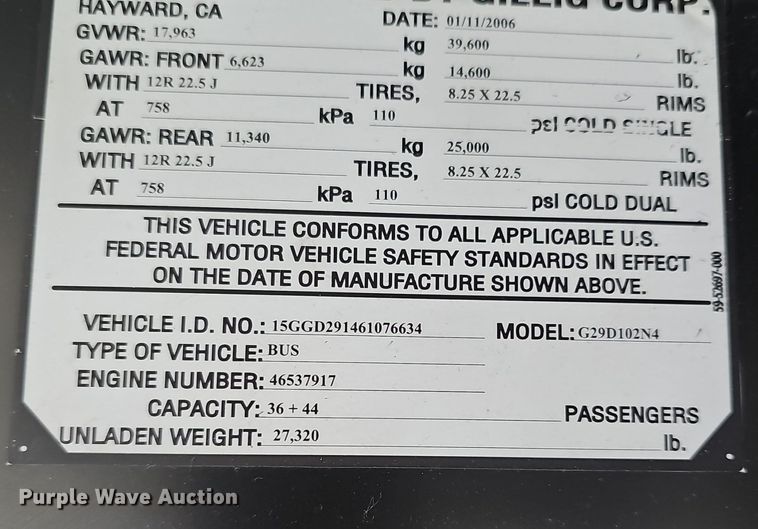 GILLIG CORP.
HAYWARD, CA DATE: 01/11/2006
GVWR: 17,963 kg 39,600 lb.
GAWR: FRONT 6,623 kg 14,600 lb.
WITH 12R 22.5 J TIRES, 8.25 X 22.5 RIMS
AT 758 kPa 110 psi COLD SINGLE
GAWR: REAR 11,340 kg 25,000 lb.
WITH 12R 22.5 J TIRES, 8.25 X 22.5 RIMS
AT 758 kPa 110 psi COLD DUAL
THIS VEHICLE CONFORMS TO ALL APPLICABLE U.S.
FEDERAL MOTOR VEHICLE SAFETY STANDARDS IN EFFECT
ON THE DATE OF MANUFACTURE SHOWN ABOVE.
59-52697-000
VEHICLE I.D. NO.: 15GGD291461076634 MODEL: G29D102N4
TYPE OF VEHICLE: BUS
ENGINE NUMBER: 46537917
CAPACITY: 36 + 44 PASSENGERS
UNLADEN WEIGHT: 27,320 lb.
Purple Wave Auction